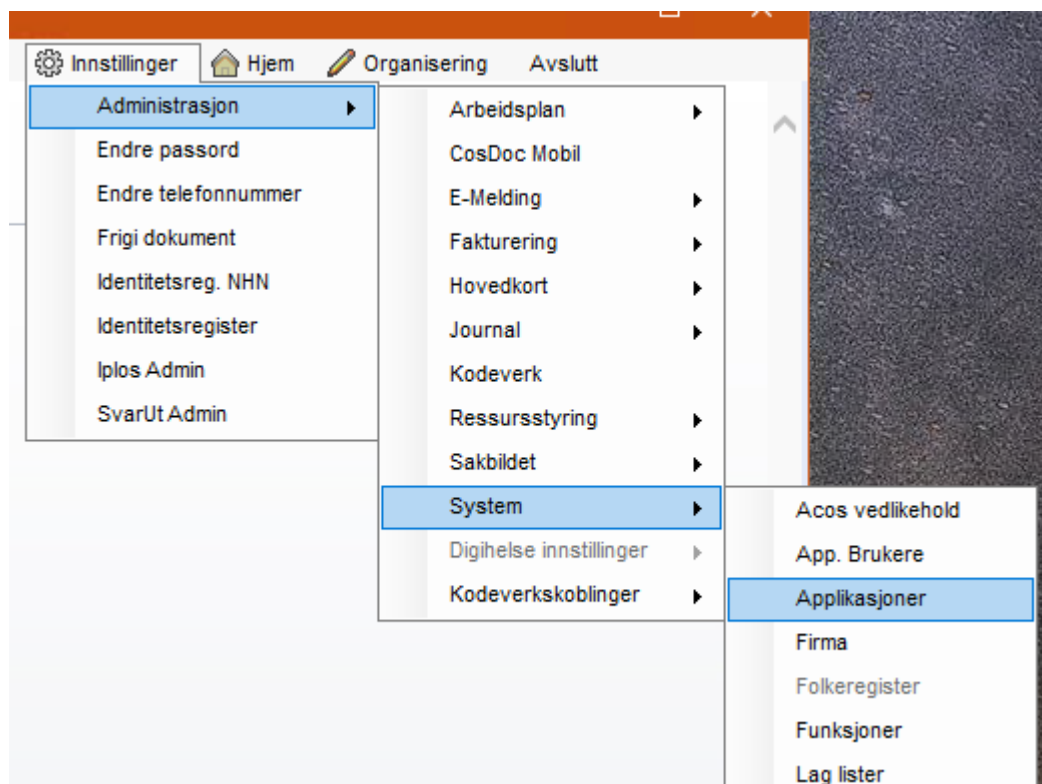 Innstillinger Hjem Organisering Avslutt
Administrasjon
Endre passord
Endre telefonnummer
Frigi dokument
Identitetsreg. NHN
Identitetsregister
Iplos Admin
SvarUt Admin
Arbeidsplan
CosDoc Mobil
E-Melding
Fakturering
Hovedkort
Journal
Kodeverk
Ressursstyring
Sakbildet
System
Digihelse innstillinger
Kodeverkskoblinger
Acos vedlikehold
App. Brukere
Applikasjoner
Firma
Folkeregister
Funksjoner
Lag lister